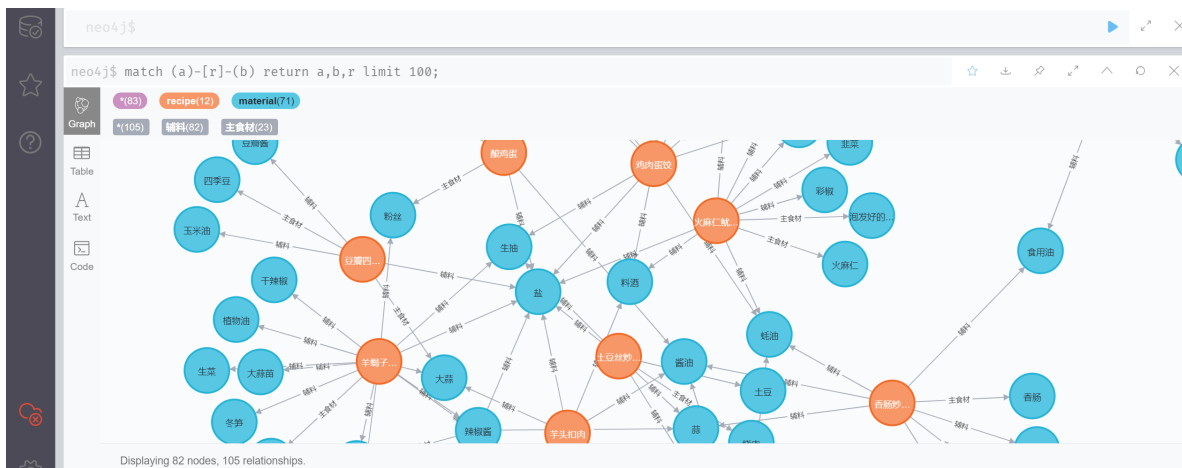 neo4j$
neo4j$ match (a)-[r]-(b) return a,b,r limit 100;
*(83) recipe(12) material(71)
*(105) 辅料(82) 主食材(23)
Graph
Table
Text
Code
豆瓣酱
酿鸡蛋
鸡肉蛋饺
韭菜
四季豆
粉丝
彩椒
玉米油
火麻仁鱿...
泡发好的...
生抽
豆瓣四...
火麻仁
食用油
干辣椒
盐
料酒
植物油
蚝油
生菜
大蒜苗
羊蝎子...
大蒜
土豆丝炒...
酱油
土豆
香肠炒...
香肠
冬笋
辣椒酱
芋头扣肉
蒜
辅料
主食材
Displaying 82 nodes, 105 relationships.